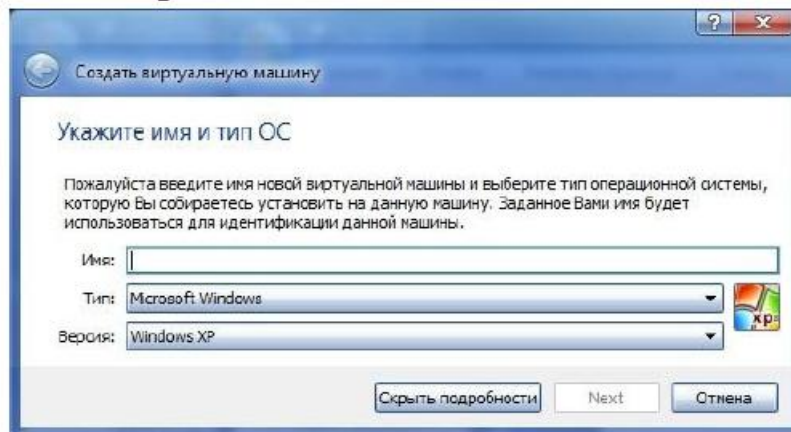 ?
Создать виртуальную машину
Укажите имя и тип ОС
Пожалуйста введите имя новой виртуальной машины и выберите тип операционной системы,
которую Вы собираетесь установить на данную машину. Заданное Вами имя будет
использоваться для идентификации данной машины.
Имя:
Тип: Microsoft Windows
xp
Версия: Windows XP
Скрыть подробности Next Отмена